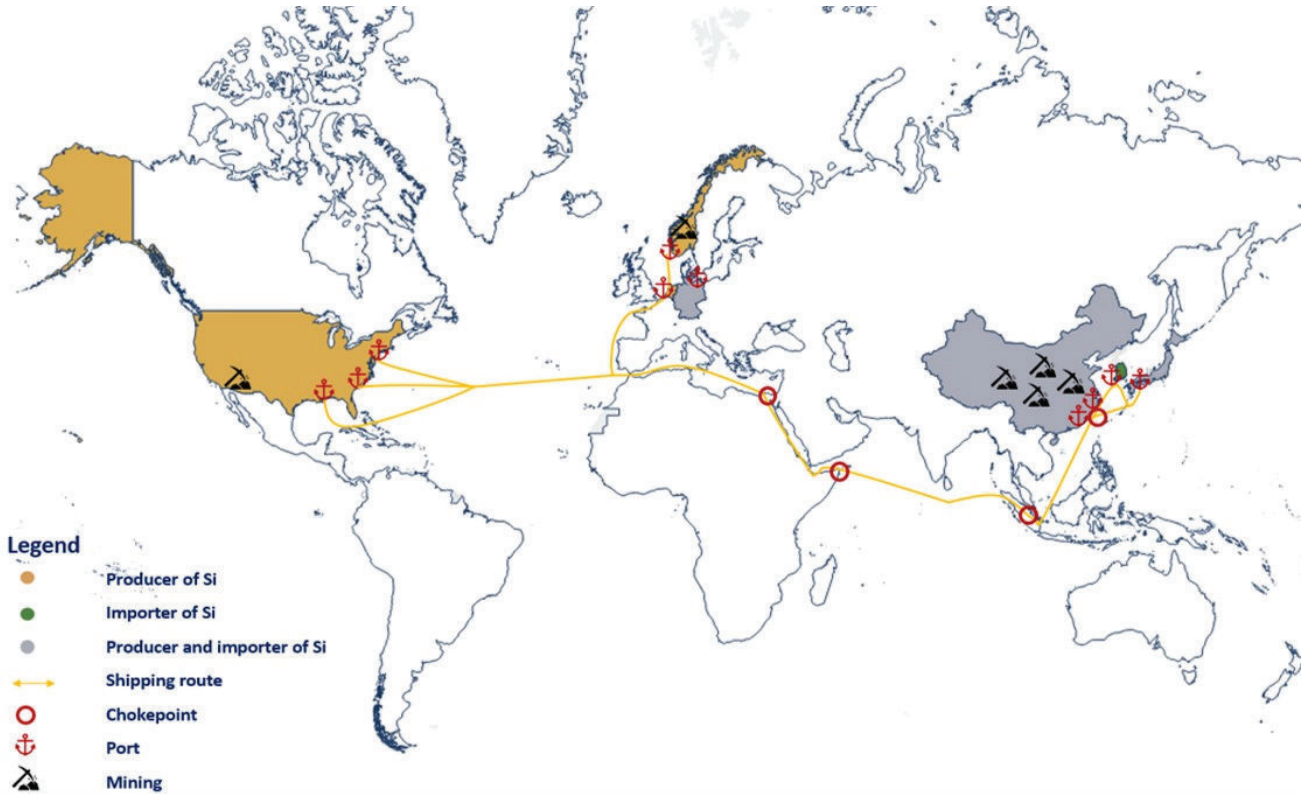 Legend
Producer of Si
Importer of Si
Producer and importer of Si
Shipping route
Chokepoint
Port
Mining